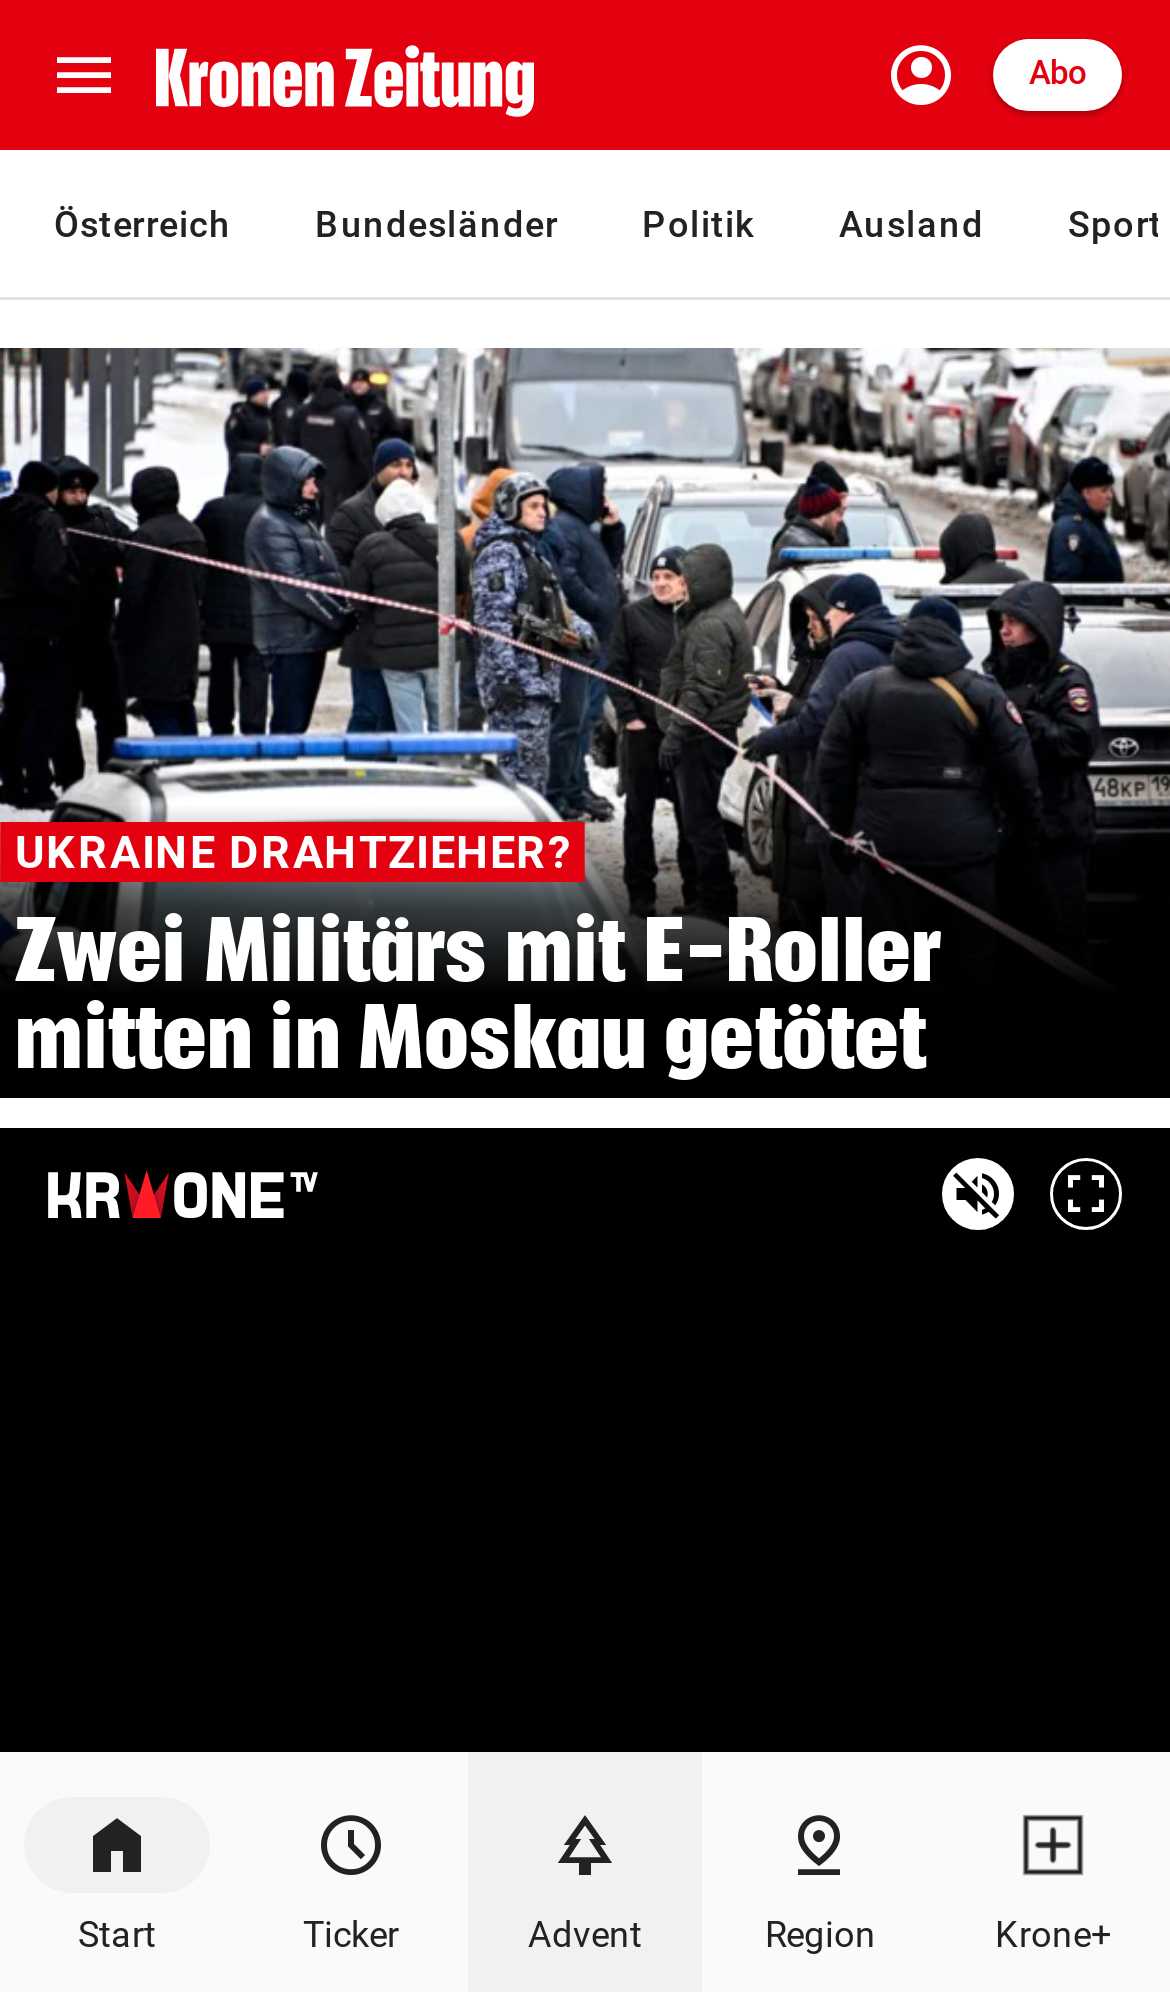 Kronen Zeitung
Abo
Österreich Bundesländer Politik Ausland Sport
48КР 19
UKRAINE DRAHTZIEHER?
Zwei Militärs mit E-Roller
mitten in Moskau getötet
KRONE TV
Start Ticker Advent Region Krone+